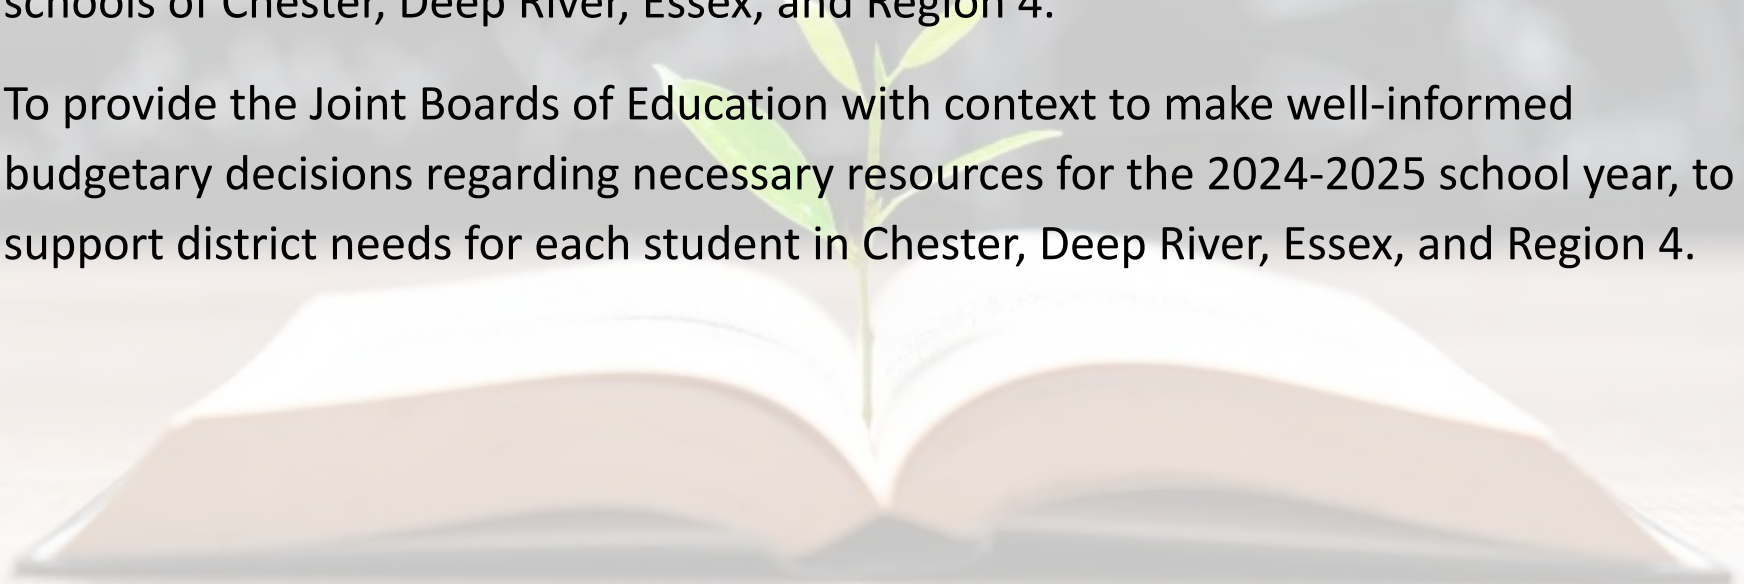 schools of Chester, Deep River, Essex, and Region 4.
To provide the Joint Boards of Education with context to make well-informed
budgetary decisions regarding necessary resources for the 2024-2025 school year, to
support district needs for each student in Chester, Deep River, Essex, and Region 4.